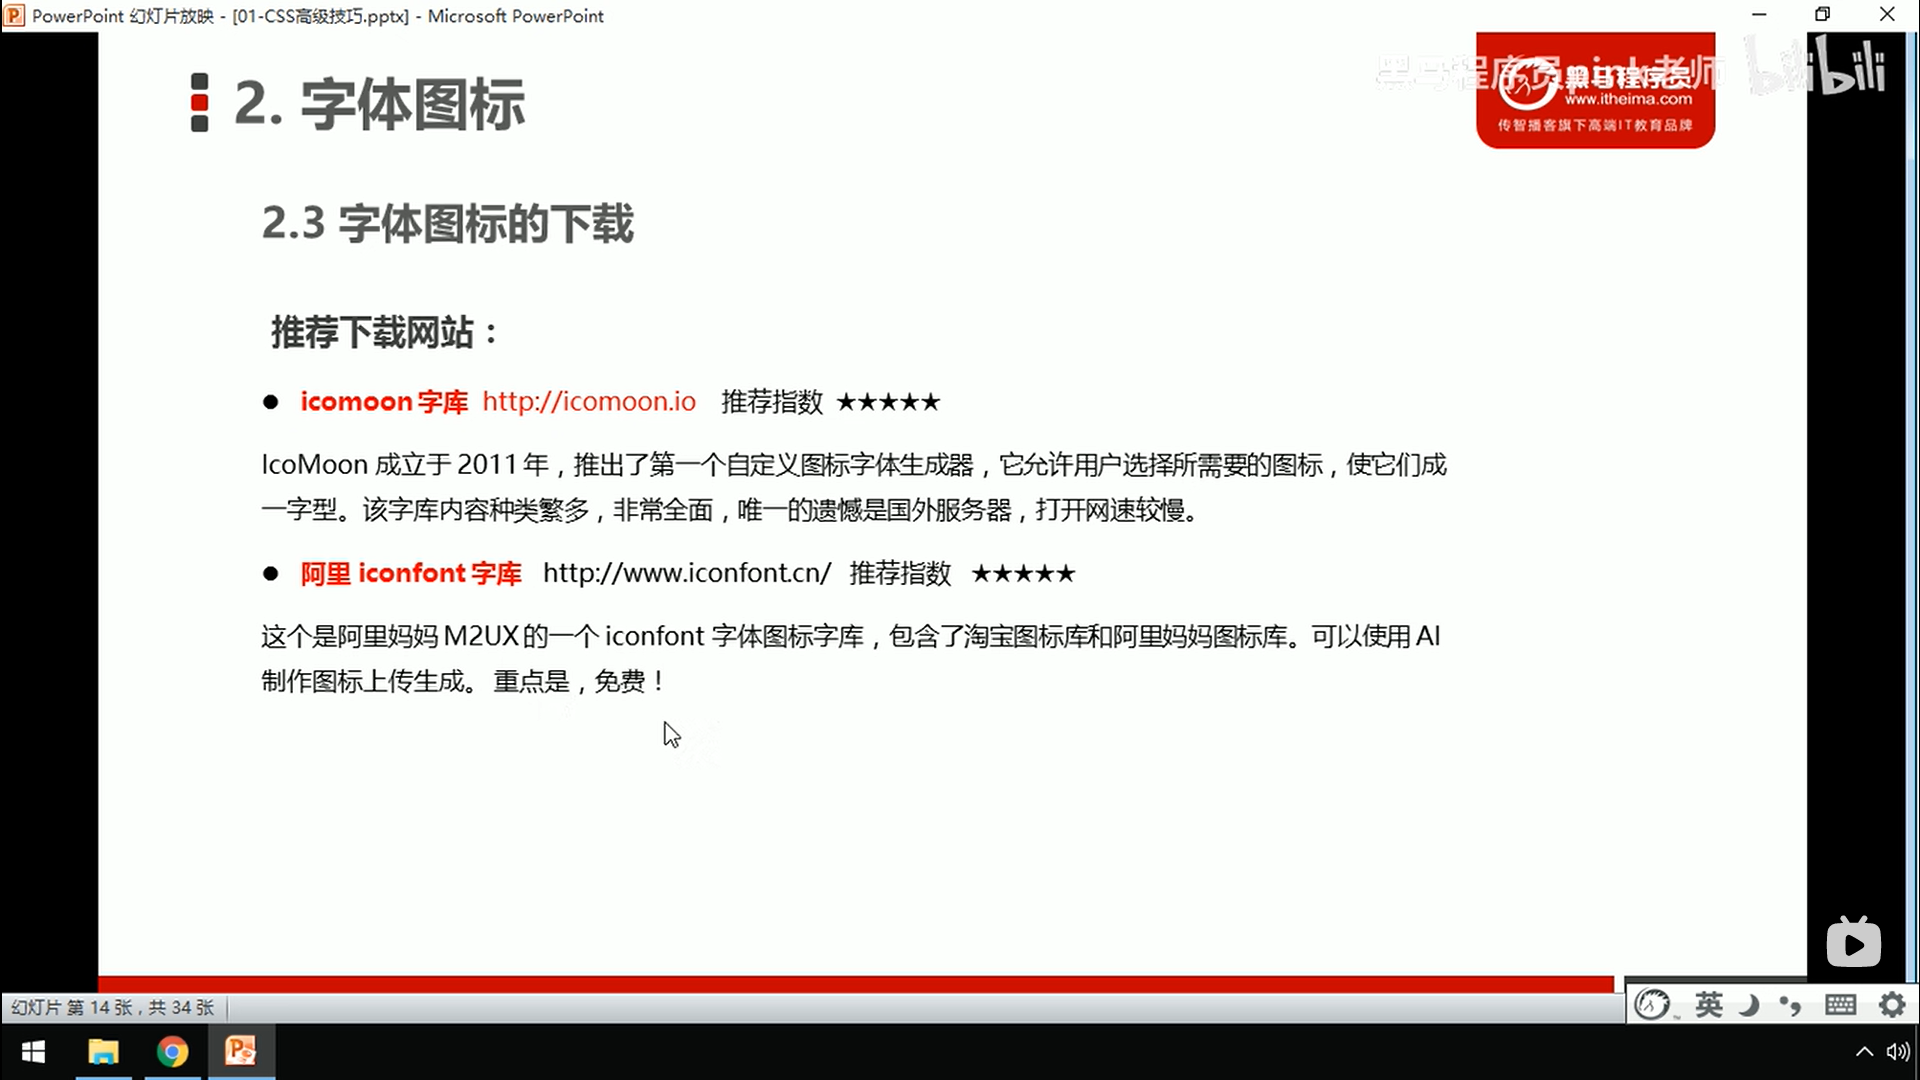 PowerPoint 幻灯片放映 - [01-CSS高级技巧.pptx] - Microsoft PowerPoint
2. 字体图标
黑马程序员pink老师 bilibili
黑马程序员
www.itheima.com
传智播客旗下高端IT教育品牌
2.3 字体图标的下载
推荐下载网站：
● icomoon 字库 http://icomoon.io 推荐指数 ★★★★★
IcoMoon 成立于 2011 年，推出了第一个自定义图标字体生成器，它允许用户选择所需要的图标，使它们成
一字型。该字库内容种类繁多，非常全面，唯一的遗憾是国外服务器，打开网速较慢。
● 阿里 iconfont 字库 http://www.iconfont.cn/ 推荐指数 ★★★★★
这个是阿里妈妈 M2UX 的一个 iconfont 字体图标字库，包含了淘宝图标库和阿里妈妈图标库。可以使用 AI
制作图标上传生成。 重点是，免费！
幻灯片 第 14 张，共 34 张
英